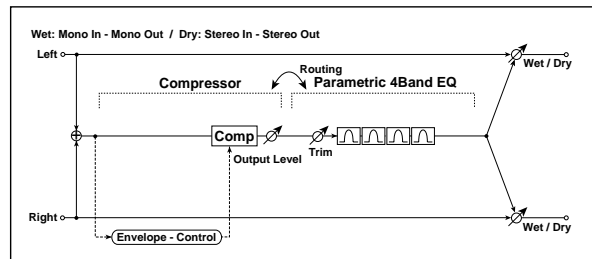 Wet: Mono In - Mono Out / Dry: Stereo In - Stereo Out
Left
Wet / Dry
Routing
Compressor
Parametric 4Band EQ
Comp
Output Level
Trim
Right
Wet / Dry
Envelope - Control